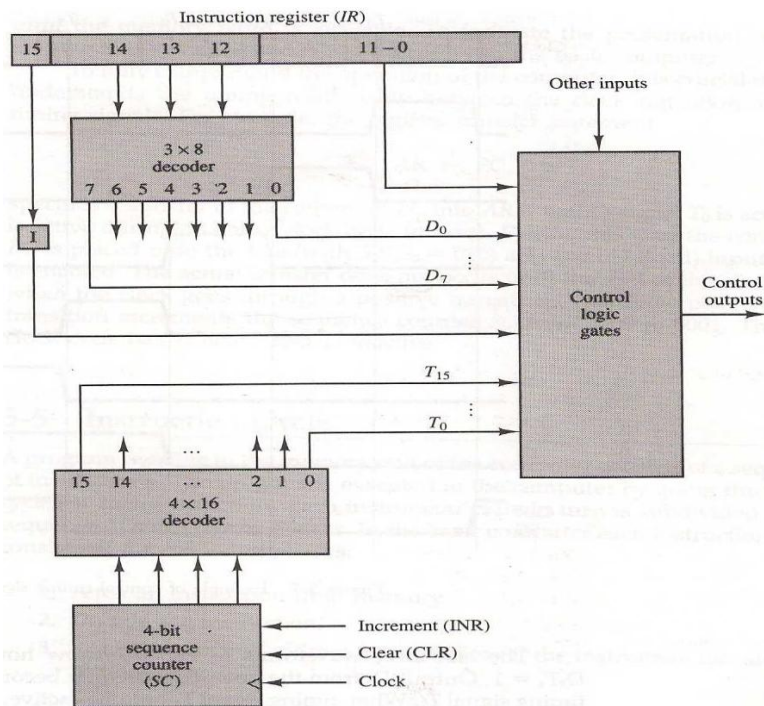 Instruction register (IR)
15 14 13 12 11 – 0
Other inputs
3 × 8
decoder
7 6 5 4 3 2 1 0
I
D0
⋮
D7
Control
logic
gates
Control
outputs
T15
⋮
T0
15 14 ... 2 1 0
4 × 16
decoder
4-bit
sequence
counter
(SC)
Increment (INR)
Clear (CLR)
Clock